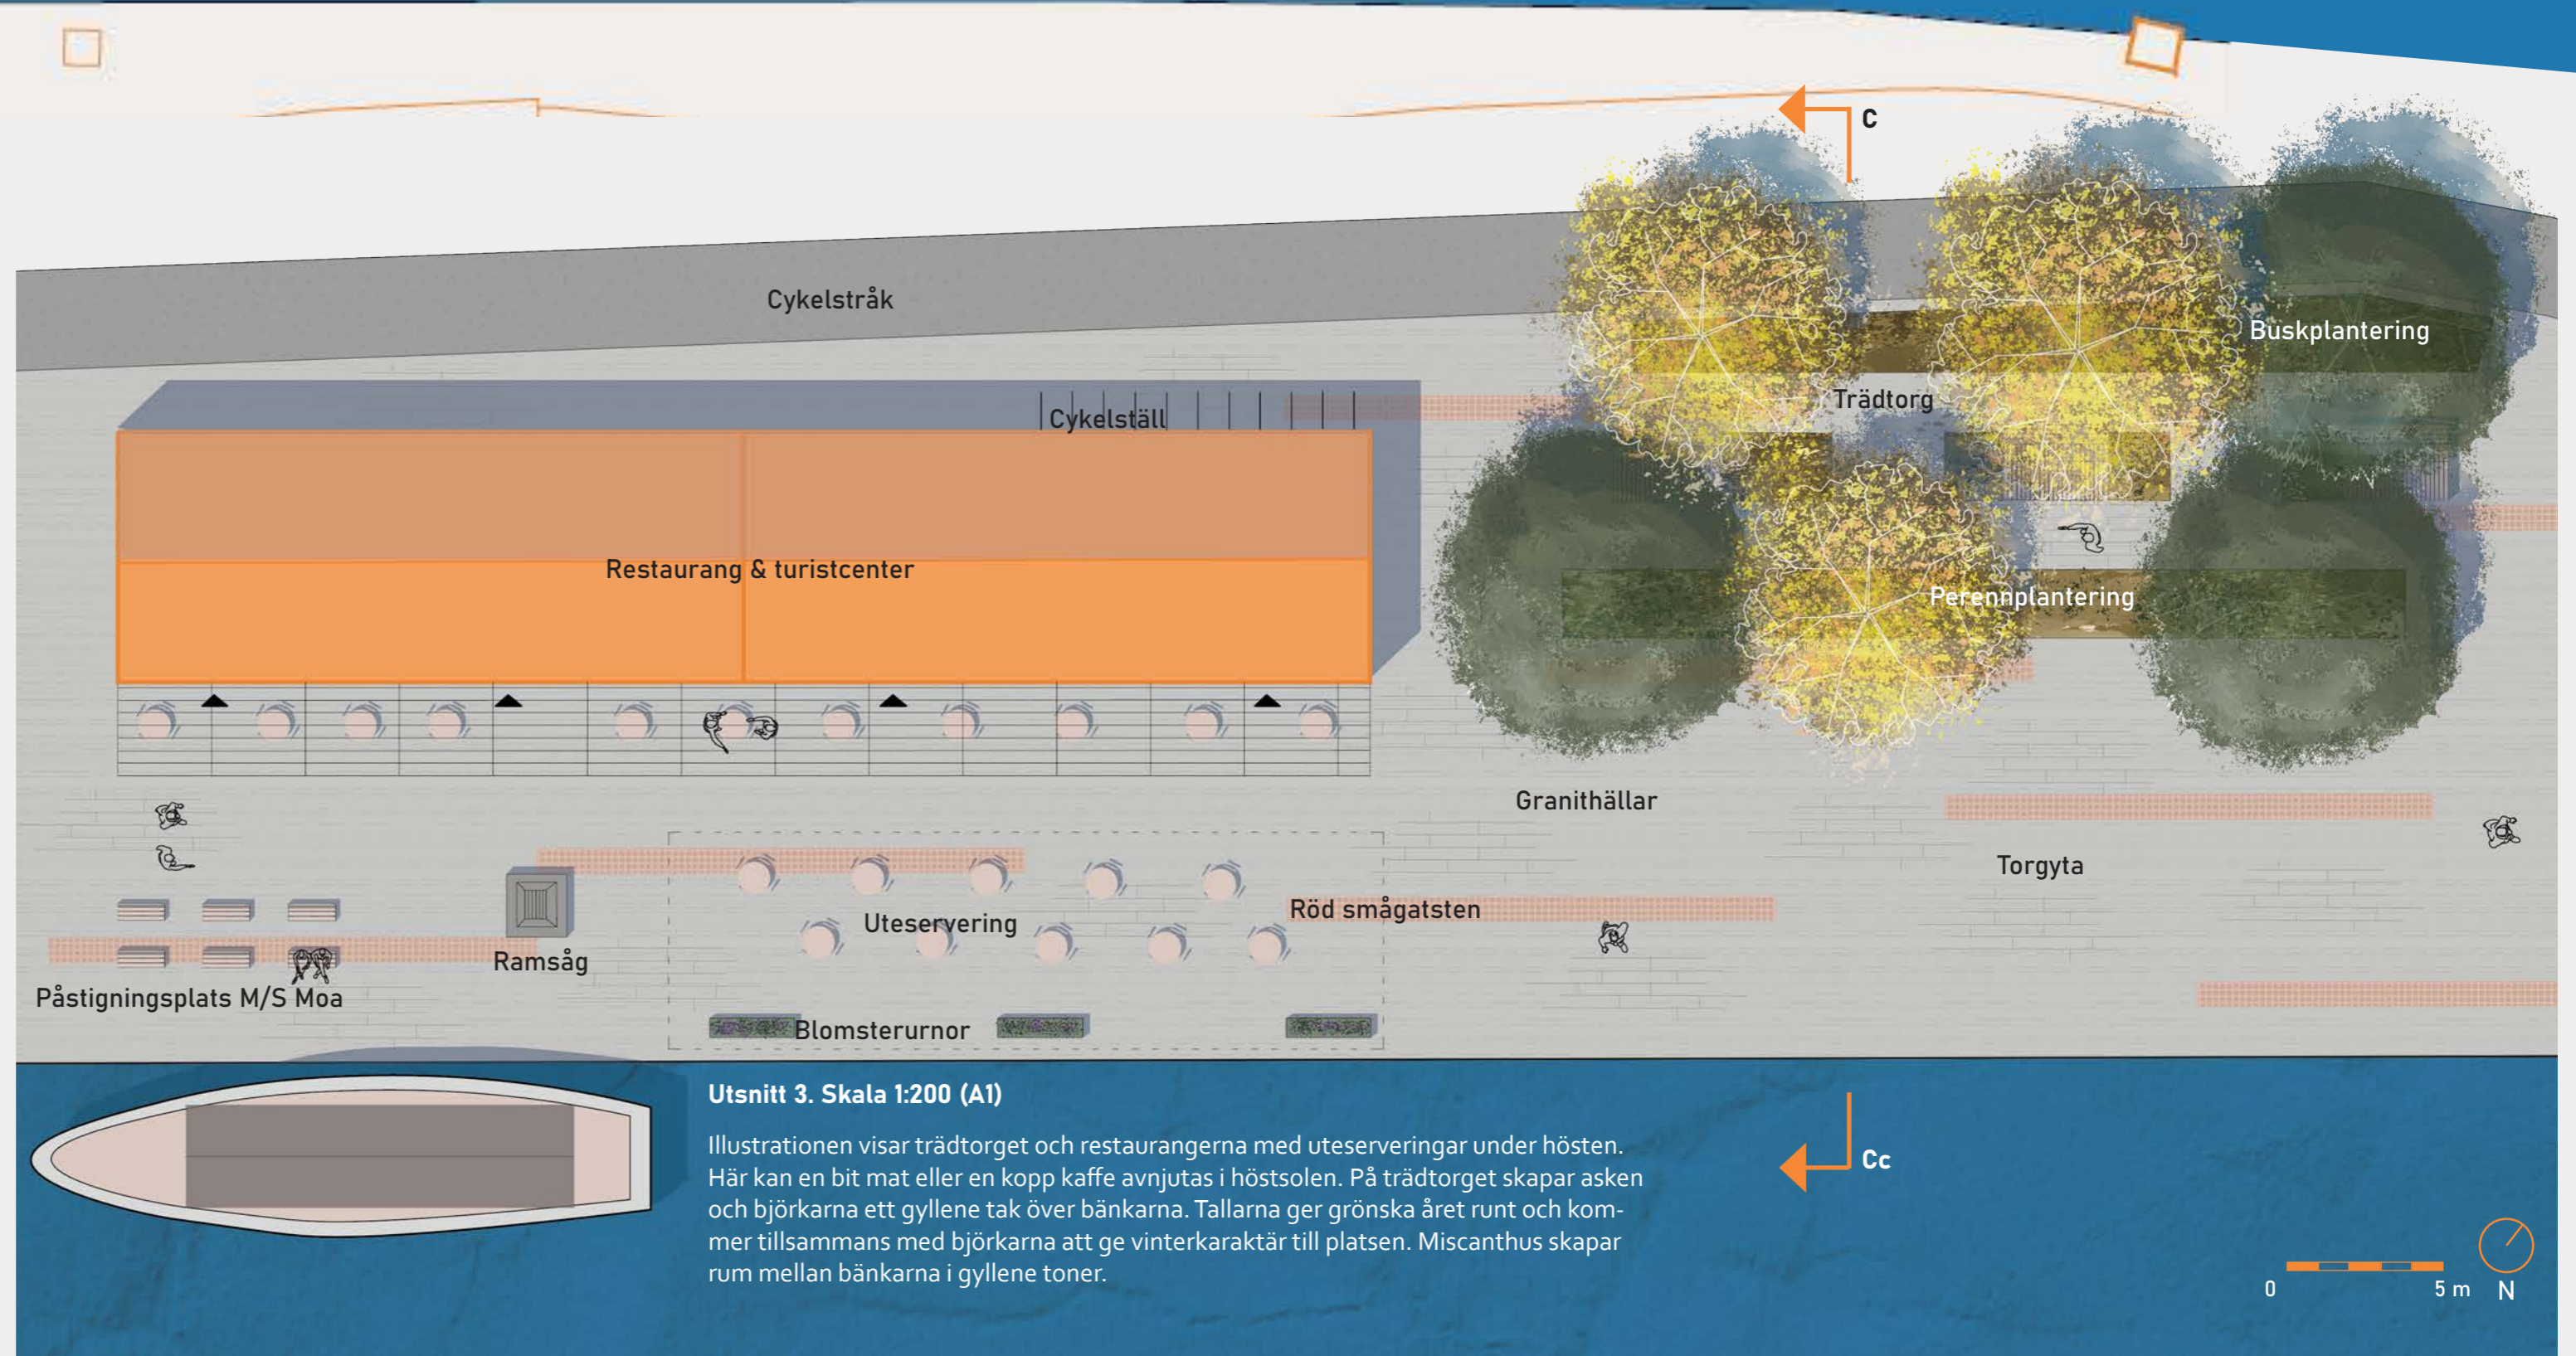 C
Cykelstråk
Buskplantering
Trädtorg
Cykelställ
Restaurang & turistcenter
Perennplantering
Granithällar
Torgyta
Röd smågatsten
Uteservering
Ramsåg
Påstigningsplats M/S Moa
Blomsterurnor
Utsnitt 3. Skala 1:200 (A1)
Illustrationen visar trädtorget och restaurangerna med uteserveringar under hösten.
Här kan en bit mat eller en kopp kaffe avnjutas i höstsolen. På trädtorget skapar asken
och björkarna ett gyllene tak över bänkarna. Tallarna ger grönska året runt och kom-
mer tillsammans med björkarna att ge vinterkaraktär till platsen. Miscanthus skapar
rum mellan bänkarna i gyllene toner.
Cc
0 5 m N